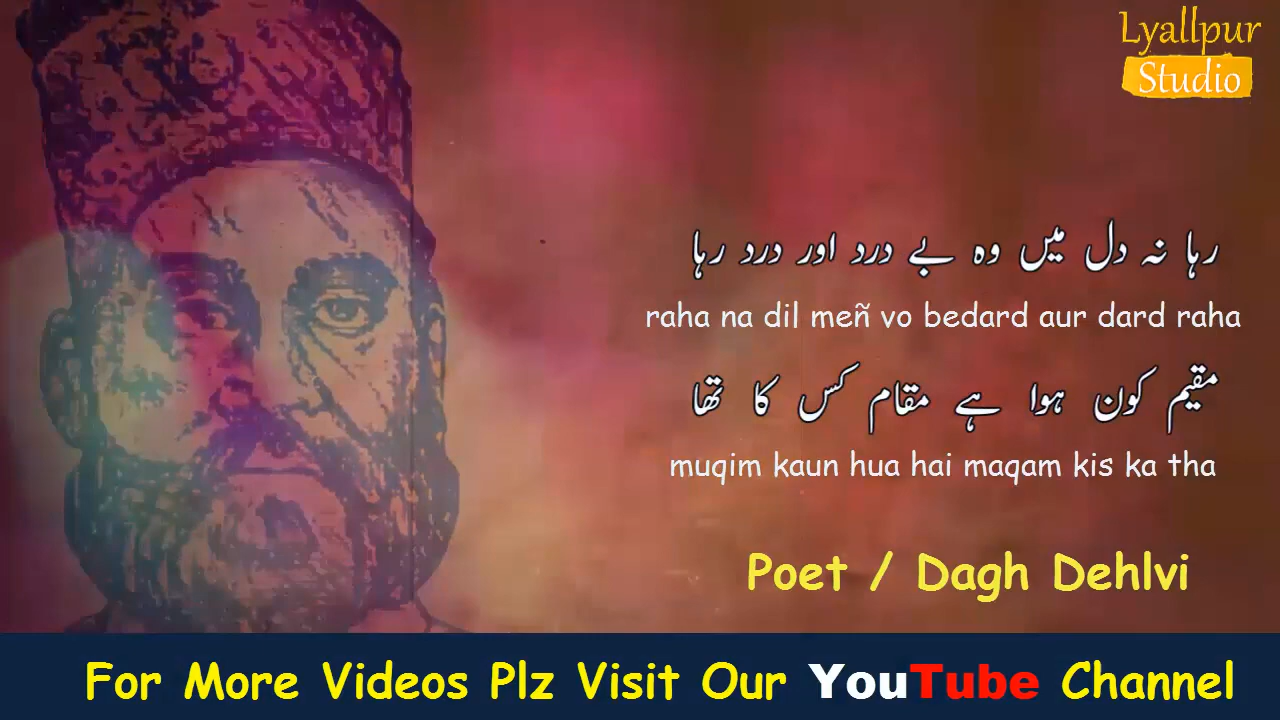 Lyallpur
Studio
رہا نہ دل میں وہ بے درد اور درد رہا
raha na dil meñ vo bedard aur dard raha
مقیم کون ہوا ہے مقام کس کا تھا
muqim kaun hua hai maqam kis ka tha
Poet / Dagh Dehlvi
For More Videos Plz Visit Our YouTube Channel